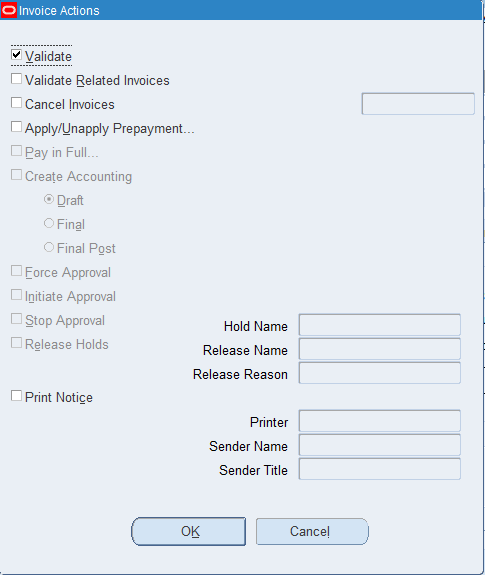 Invoice Actions
Validate
Validate Related Invoices
Cancel Invoices
Apply/Unapply Prepayment...
Pay in Full...
Create Accounting
Draft
Final
Final Post
Force Approval
Initiate Approval
Stop Approval
Hold Name
Release Holds
Release Name
Release Reason
Print Notice
Printer
Sender Name
Sender Title
OK
Cancel